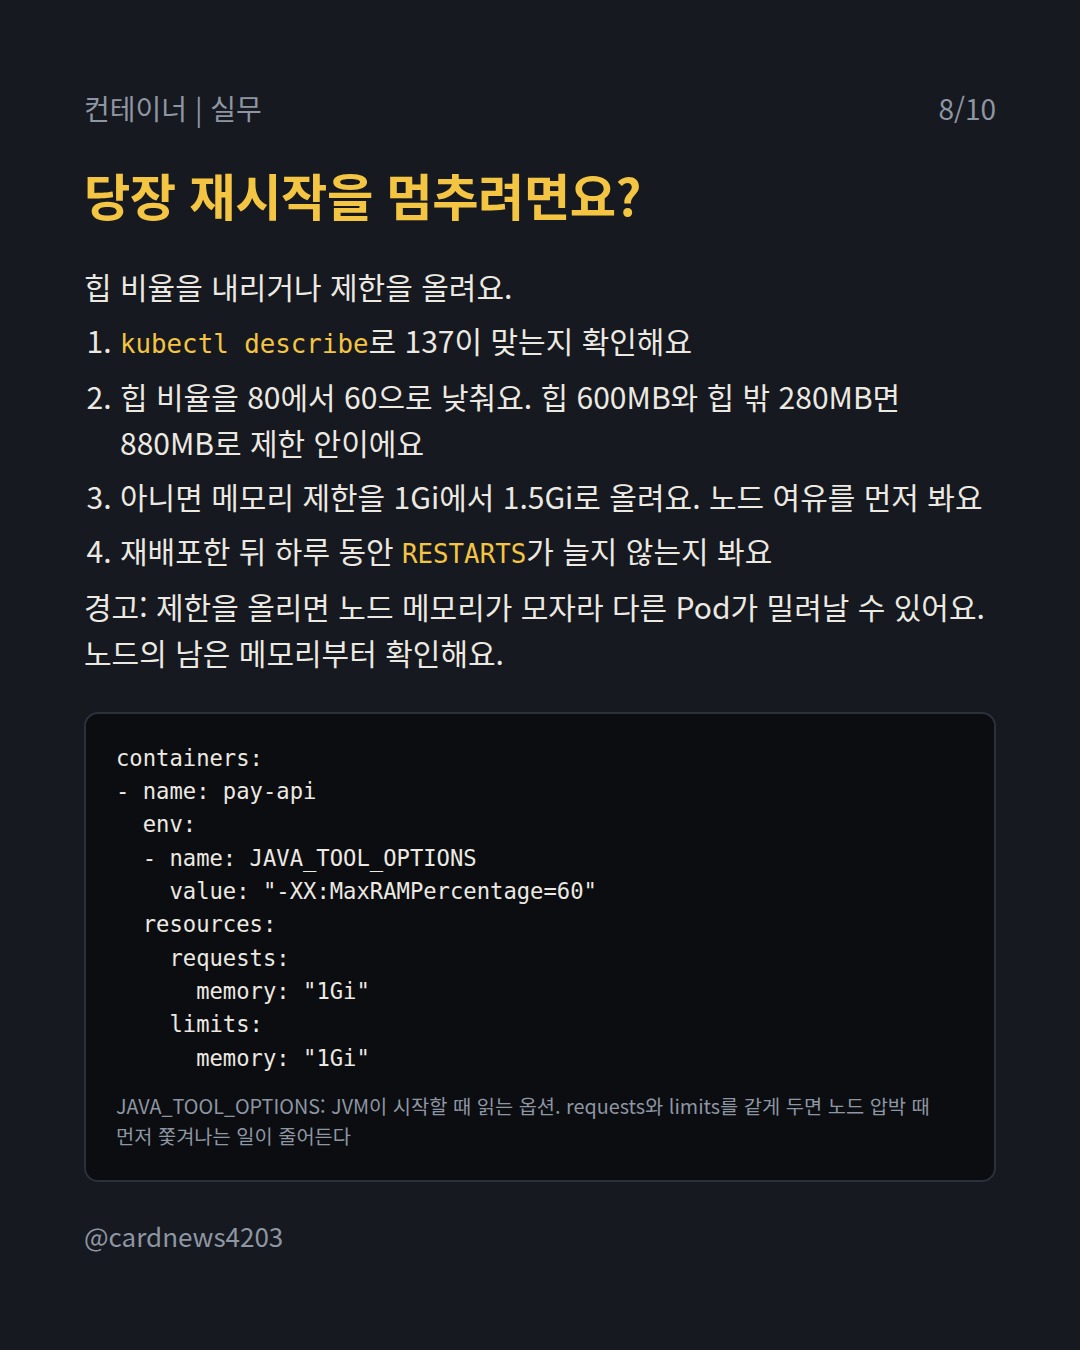 컨테이너 | 실무
8/10
당장 재시작을 멈추려면요?
힙 비율을 내리거나 제한을 올려요.
1. kubectl describe로 137이 맞는지 확인해요
2. 힙 비율을 80에서 60으로 낮춰요. 힙 600MB와 힙 밖 280MB면
880MB로 제한 안이에요
3. 아니면 메모리 제한을 1Gi에서 1.5Gi로 올려요. 노드 여유를 먼저 봐요
4. 재배포한 뒤 하루 동안 RESTARTS가 늘지 않는지 봐요
경고: 제한을 올리면 노드 메모리가 모자라 다른 Pod가 밀려날 수 있어요.
노드의 남은 메모리부터 확인해요.
containers:
- name: pay-api
  env:
  - name: JAVA_TOOL_OPTIONS
    value: "-XX:MaxRAMPercentage=60"
  resources:
    requests:
      memory: "1Gi"
    limits:
      memory: "1Gi"
JAVA_TOOL_OPTIONS: JVM이 시작할 때 읽는 옵션. requests와 limits를 같게 두면 노드 압박 때
먼저 쫓겨나는 일이 줄어든다
@cardnews4203